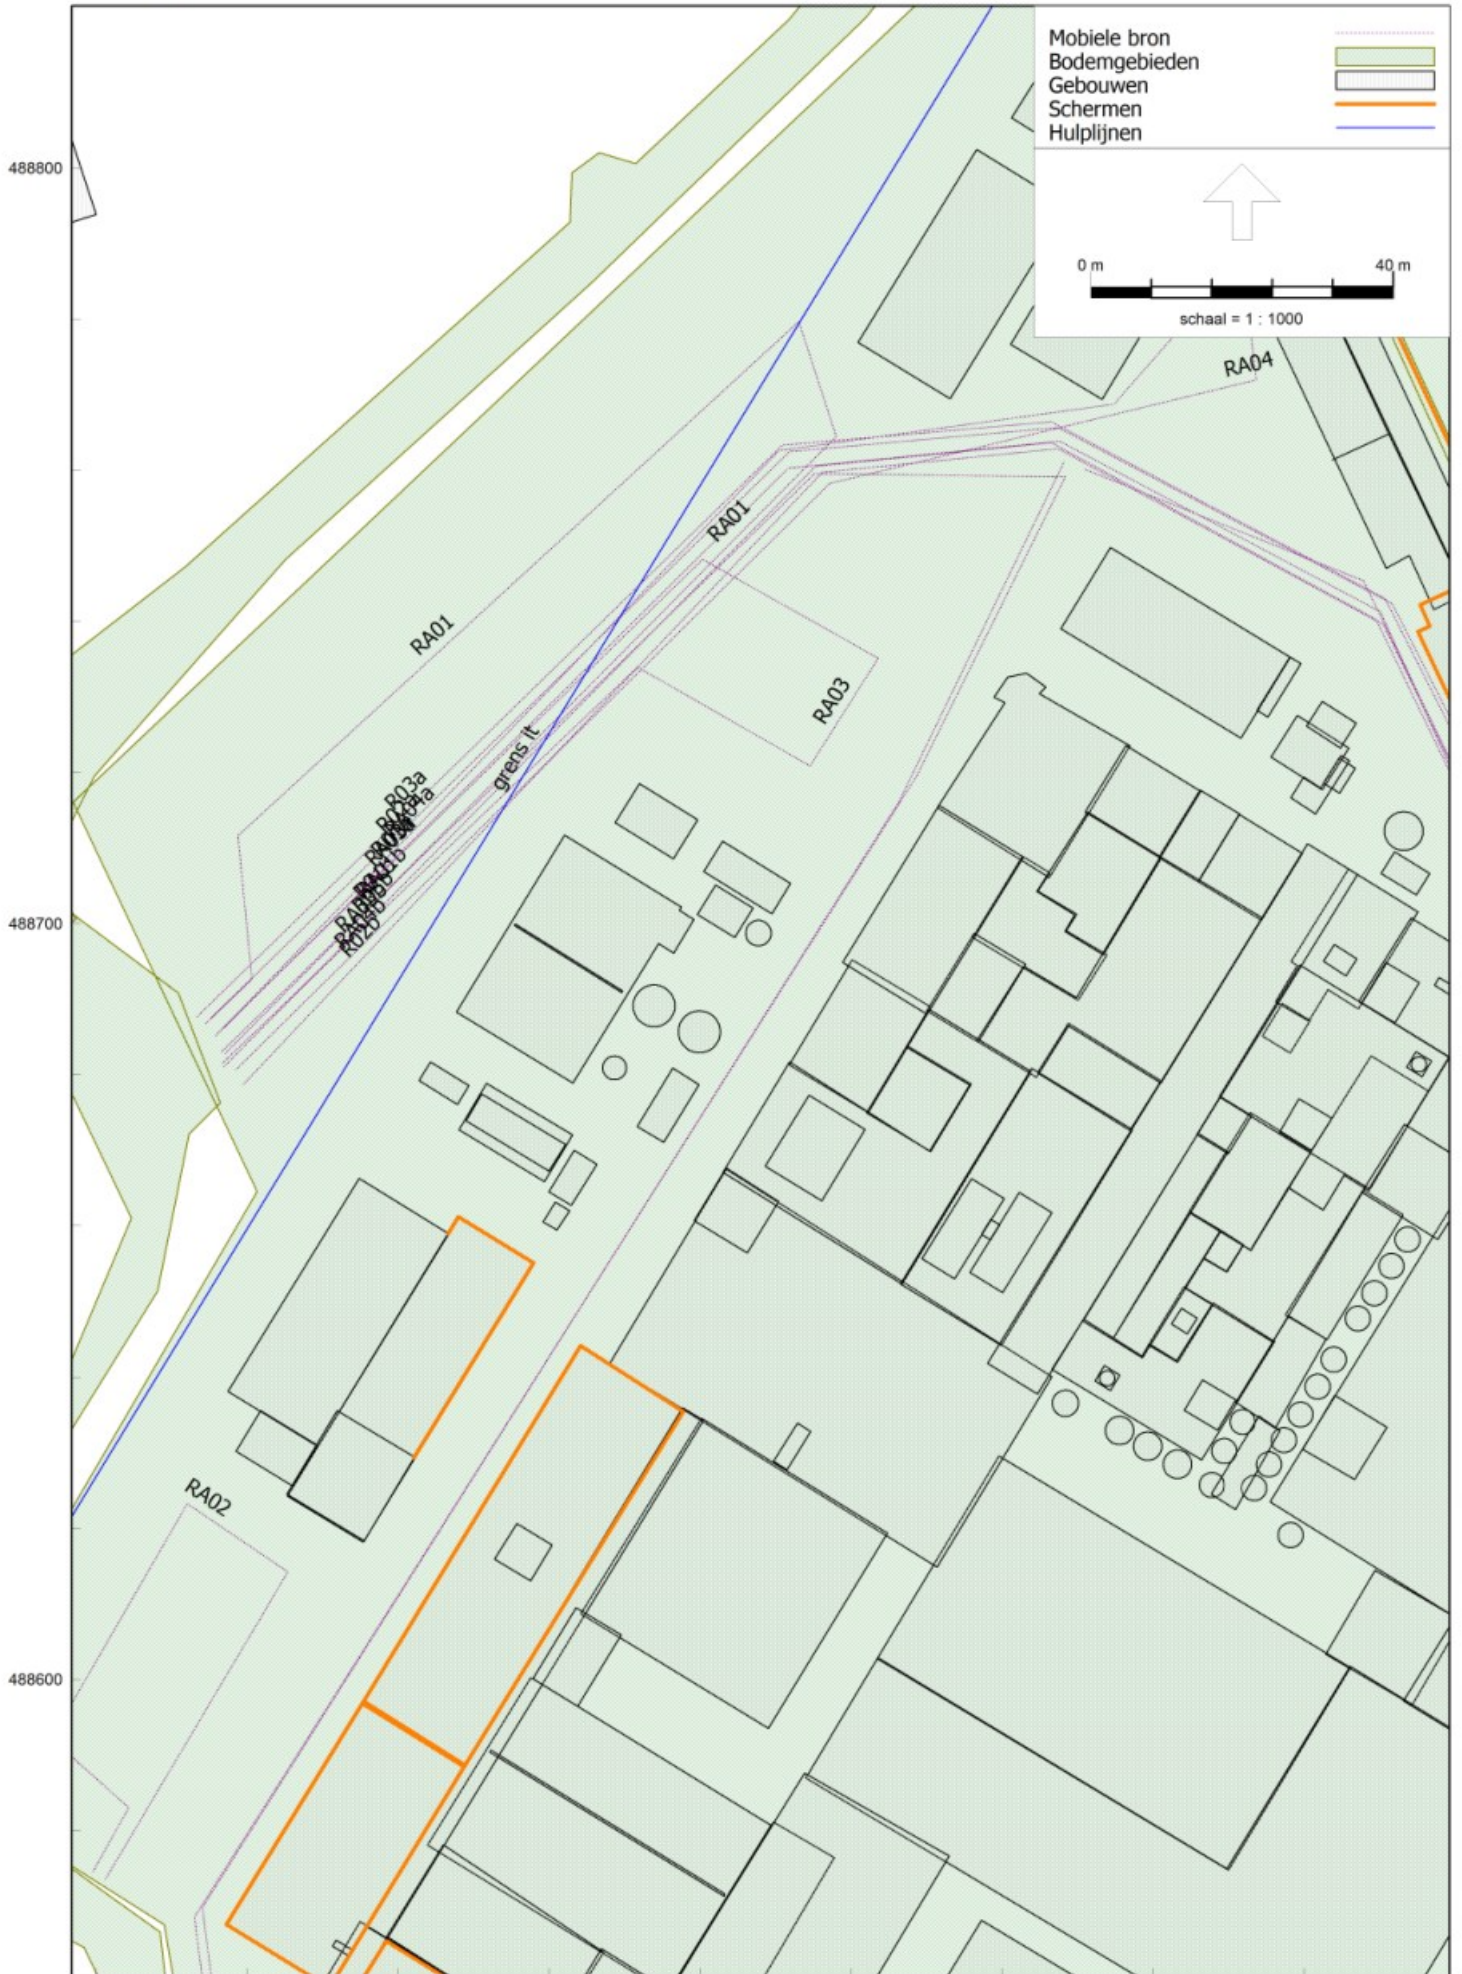 Mobiele bron
Bodemgebieden
Gebouwen
Schermen
Hulplijnen
488800
0 m 40 m
schaal = 1 : 1000
RA04
RA01
RA01
RA03
grens it
R03a
488700
R02b
RA02
488600